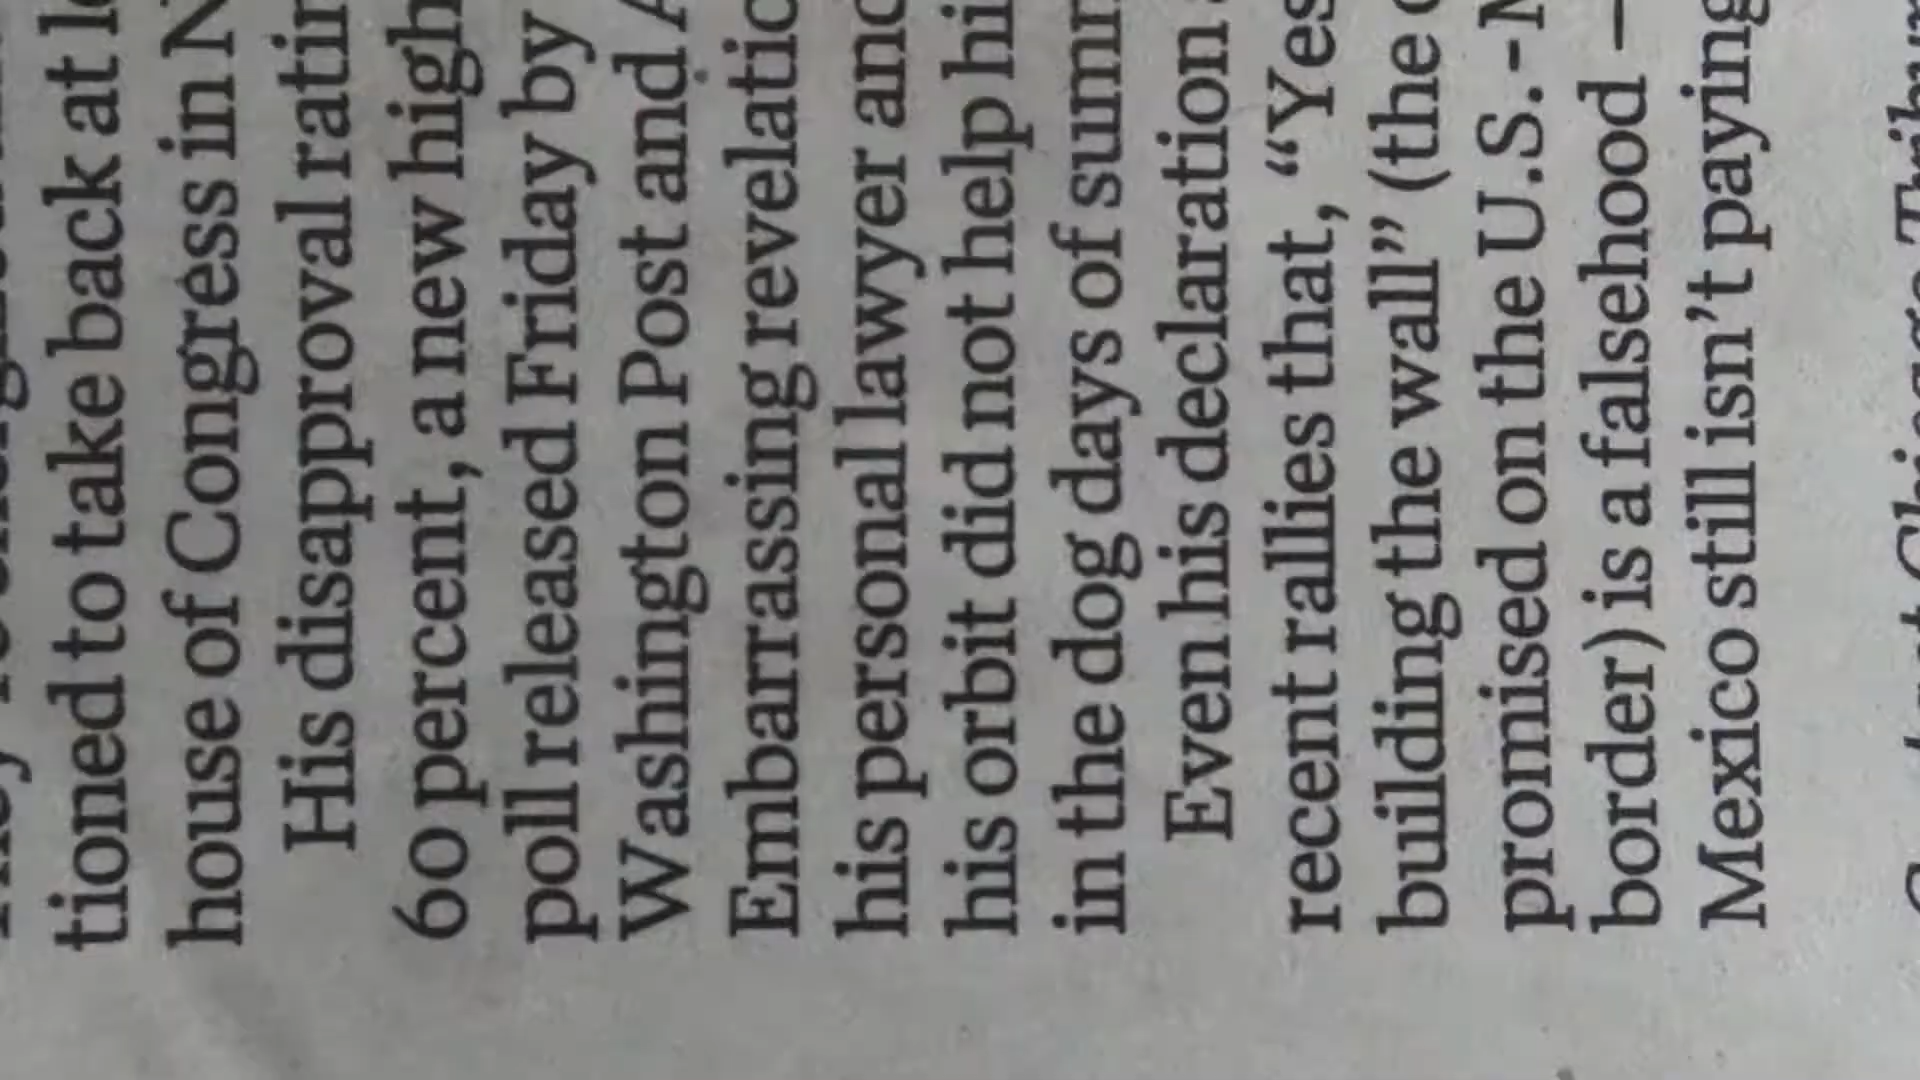 tioned to take back at
house of Congress in
His disapproval ratin
60 percent, a new high
poll released Friday by
Washington Post and A
Embarrassing revelatio
his personal lawyer and
his orbit did not help hi
in the dog days of summ
Even his declaration
recent rallies that, “Yes
building the wall” (the
promised on the U.S.-M
border) is a falsehood —
Mexico still isn’t paying
Chicago Tribun